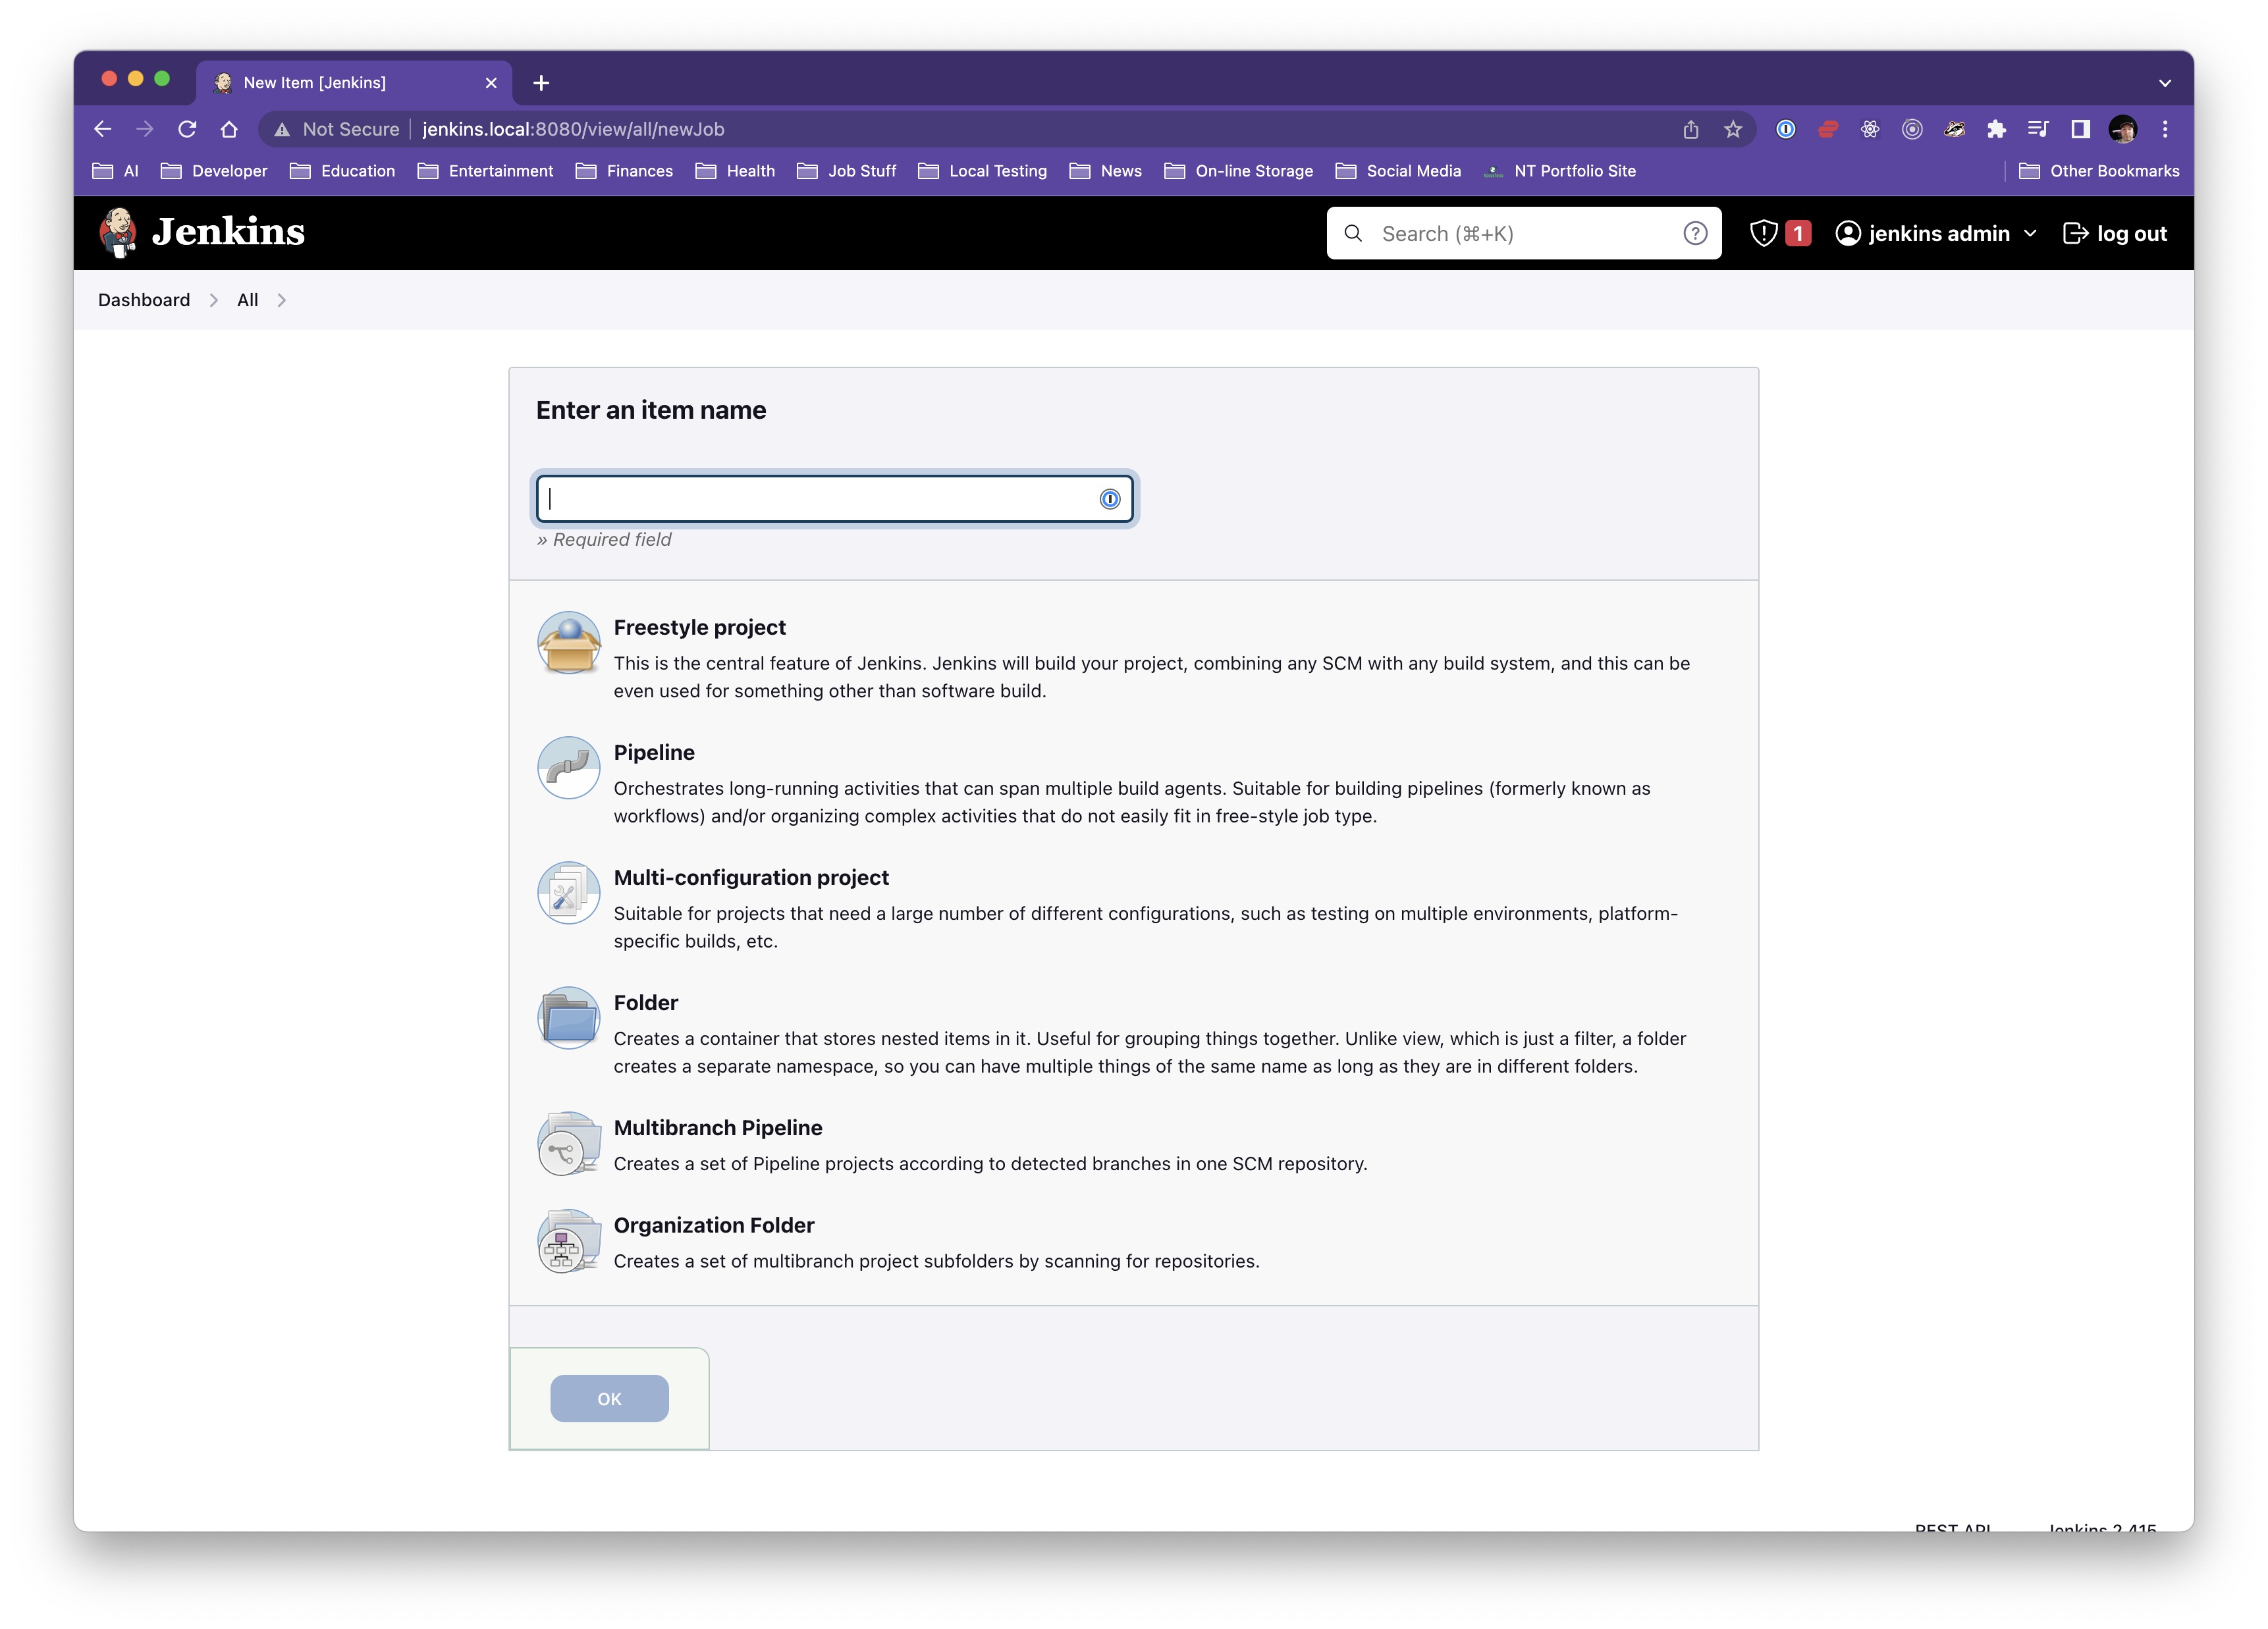 New Item [Jenkins]
Not Secure jenkins.local:8080/view/all/newJob
AI Developer Education Entertainment Finances Health Job Stuff Local Testing News On-line Storage Social Media NT Portfolio Site Other Bookmarks
Jenkins Search (⌘+K) 1 jenkins admin log out
Dashboard All
Enter an item name
» Required field
Freestyle project
This is the central feature of Jenkins. Jenkins will build your project, combining any SCM with any build system, and this can be
even used for something other than software build.
Pipeline
Orchestrates long-running activities that can span multiple build agents. Suitable for building pipelines (formerly known as
workflows) and/or organizing complex activities that do not easily fit in free-style job type.
Multi-configuration project
Suitable for projects that need a large number of different configurations, such as testing on multiple environments, platform-
specific builds, etc.
Folder
Creates a container that stores nested items in it. Useful for grouping things together. Unlike view, which is just a filter, a folder
creates a separate namespace, so you can have multiple things of the same name as long as they are in different folders.
Multibranch Pipeline
Creates a set of Pipeline projects according to detected branches in one SCM repository.
Organization Folder
Creates a set of multibranch project subfolders by scanning for repositories.
OK
REST API Jenkins 2.415